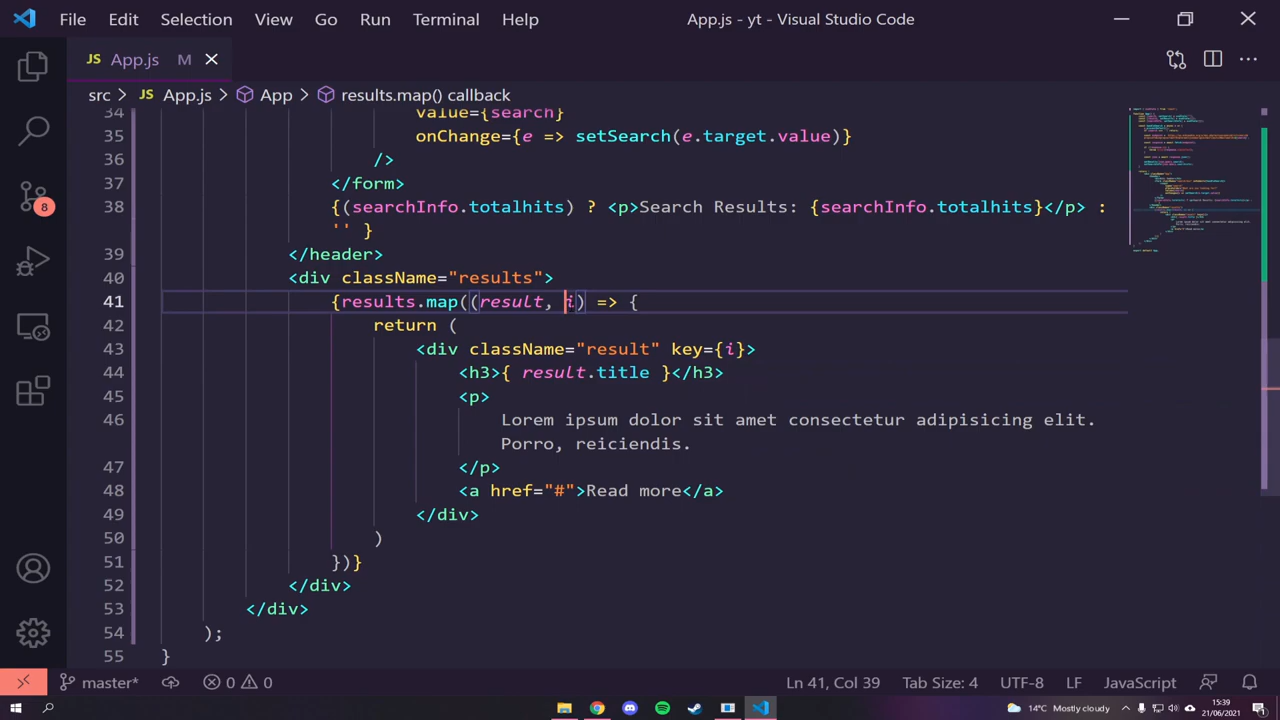 File Edit Selection View Go Run Terminal Help App.js - yt - Visual Studio Code
JS App.js M
src JS App.js App results.map() callback
34 value={search}
35 onChange={e => setSearch(e.target.value)}
36 />
37 </form>
38 {(searchInfo.totalhits) ? <p>Search Results: {searchInfo.totalhits}</p> :
'' }
39 </header>
40 <div className="results">
41 {results.map((result, i) => {
42 return (
43 <div className="result" key={i}>
44 <h3>{ result.title }</h3>
45 <p>
46 Lorem ipsum dolor sit amet consectetur adipisicing elit.
Porro, reiciendis.
47 </p>
48 <a href="#">Read more</a>
49 </div>
50 )
51 })}
52 </div>
53 </div>
54 );
55 }
8
master* 0 0 Ln 41, Col 39 Tab Size: 4 UTF-8 LF JavaScript
14°C Mostly cloudy 15:39
21/06/2021